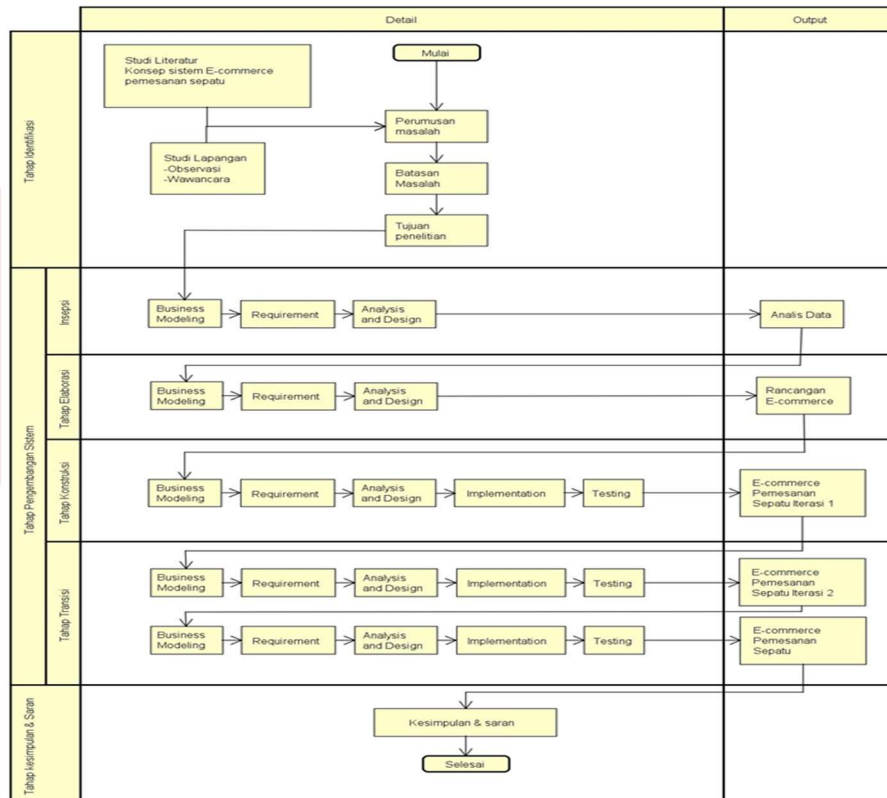 Detail
Output
Tahap Identifikasi
Mulai
Studi Literatur
Konsep sistem E-commerce
pemesanan sepatu
Perumusan
masalah
Studi Lapangan
-Observasi
-Wawancara
Batasan
Masalah
Tujuan
penelitian
Tahap Pengembangan Sistem
Insepsi
Business
Modeling
Requirement
Analysis
and Design
Analis Data
Tahap Elaborasi
Business
Modeling
Requirement
Analysis
and Design
Rancangan
E-commerce
Tahap Konstruksi
Business
Modeling
Requirement
Analysis
and Design
Implementation
Testing
E-commerce
Pemesanan
Sepatu Iterasi 1
Tahap Transisi
Business
Modeling
Requirement
Analysis
and Design
Implementation
Testing
E-commerce
Pemesanan
Sepatu Iterasi 2
Business
Modeling
Requirement
Analysis
and Design
Implementation
Testing
E-commerce
Pemesanan
Sepatu
Tahap kesimpulan & Saran
Kesimpulan & saran
Selesai